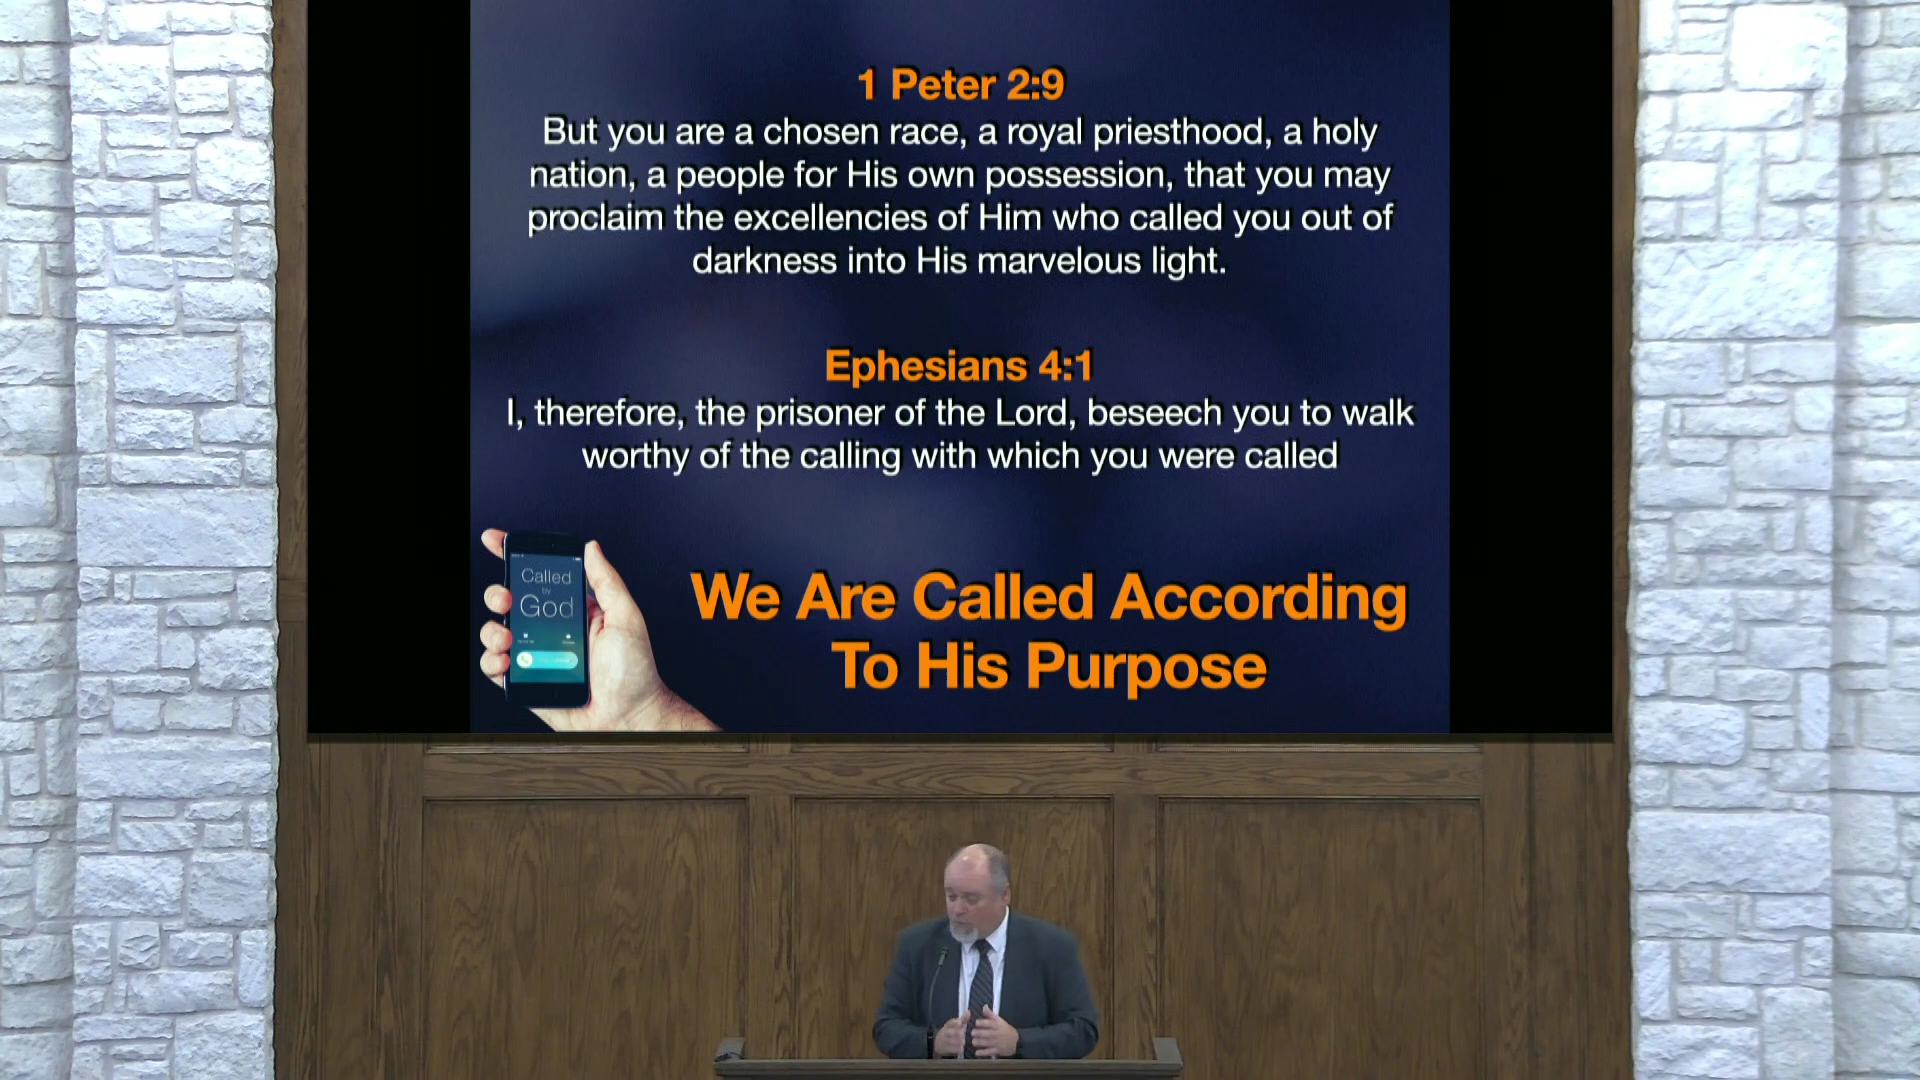 1 Peter 2:9
But you are a chosen race, a royal priesthood, a holy
nation, a people for His own possession, that you may
proclaim the excellencies of Him who called you out of
darkness into His marvelous light.
Ephesians 4:1
I, therefore, the prisoner of the Lord, beseech you to walk
worthy of the calling with which you were called
Called
by
God
We Are Called According
To His Purpose